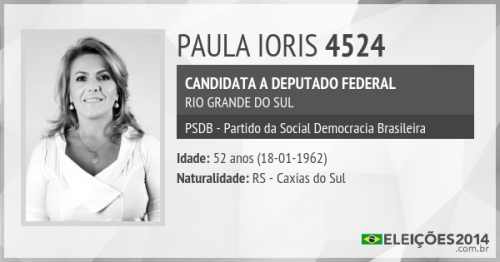 PAULA IORIS 4524
CANDIDATA A DEPUTADO FEDERAL
RIO GRANDE DO SUL
PSDB - Partido da Social Democracia Brasileira
Idade: 52 anos (18-01-1962)
Naturalidade: RS - Caxias do Sul
ELEIÇÕES2014
.com.br